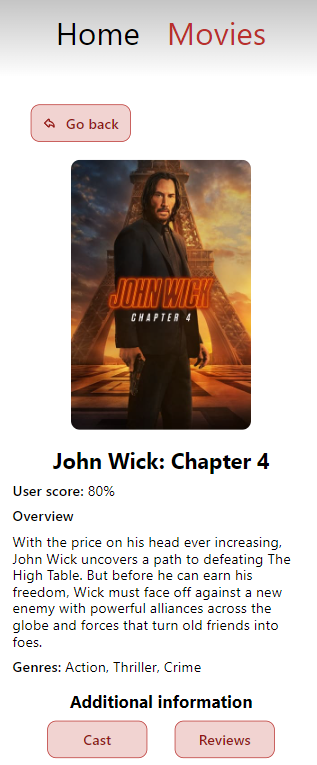 Home Movies
Go back
JOHN WICK
CHAPTER 4
John Wick: Chapter 4
User score: 80%
Overview
With the price on his head ever increasing,
John Wick uncovers a path to defeating The
High Table. But before he can earn his
freedom, Wick must face off against a new
enemy with powerful alliances across the
globe and forces that turn old friends into
foes.
Genres: Action, Thriller, Crime
Additional information
Cast Reviews